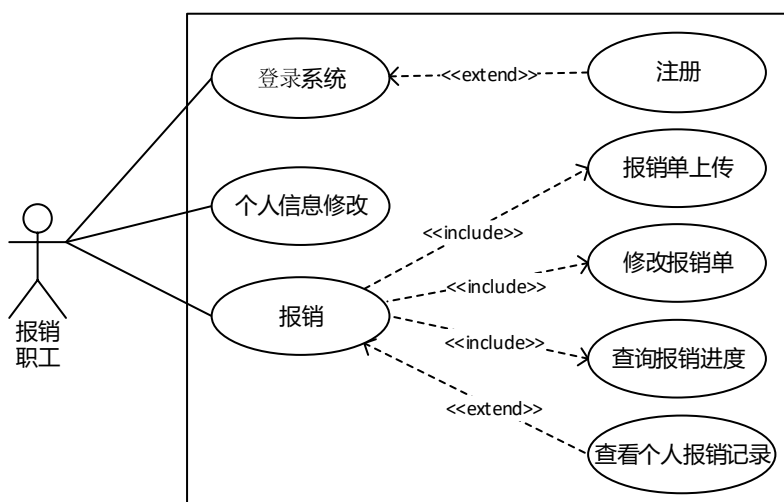 登录系统
<<extend>>
注册
个人信息修改
报销单上传
<<include>>
修改报销单
<<include>>
报销
<<include>>
查询报销进度
<<extend>>
查看个人报销记录
报销
职工